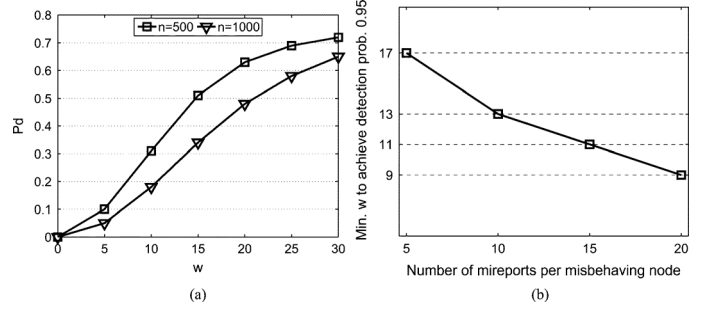 n=500 n=1000
0.8
0.7
0.6
0.5
0.4
0.3
0.2
0.1
0
Pd
0 5 10 15 20 25 30
w
(a)
Min. w to achieve detection prob. 0.95
17
13
11
9
5 10 15 20
Number of mireports per misbehaving node
(b)